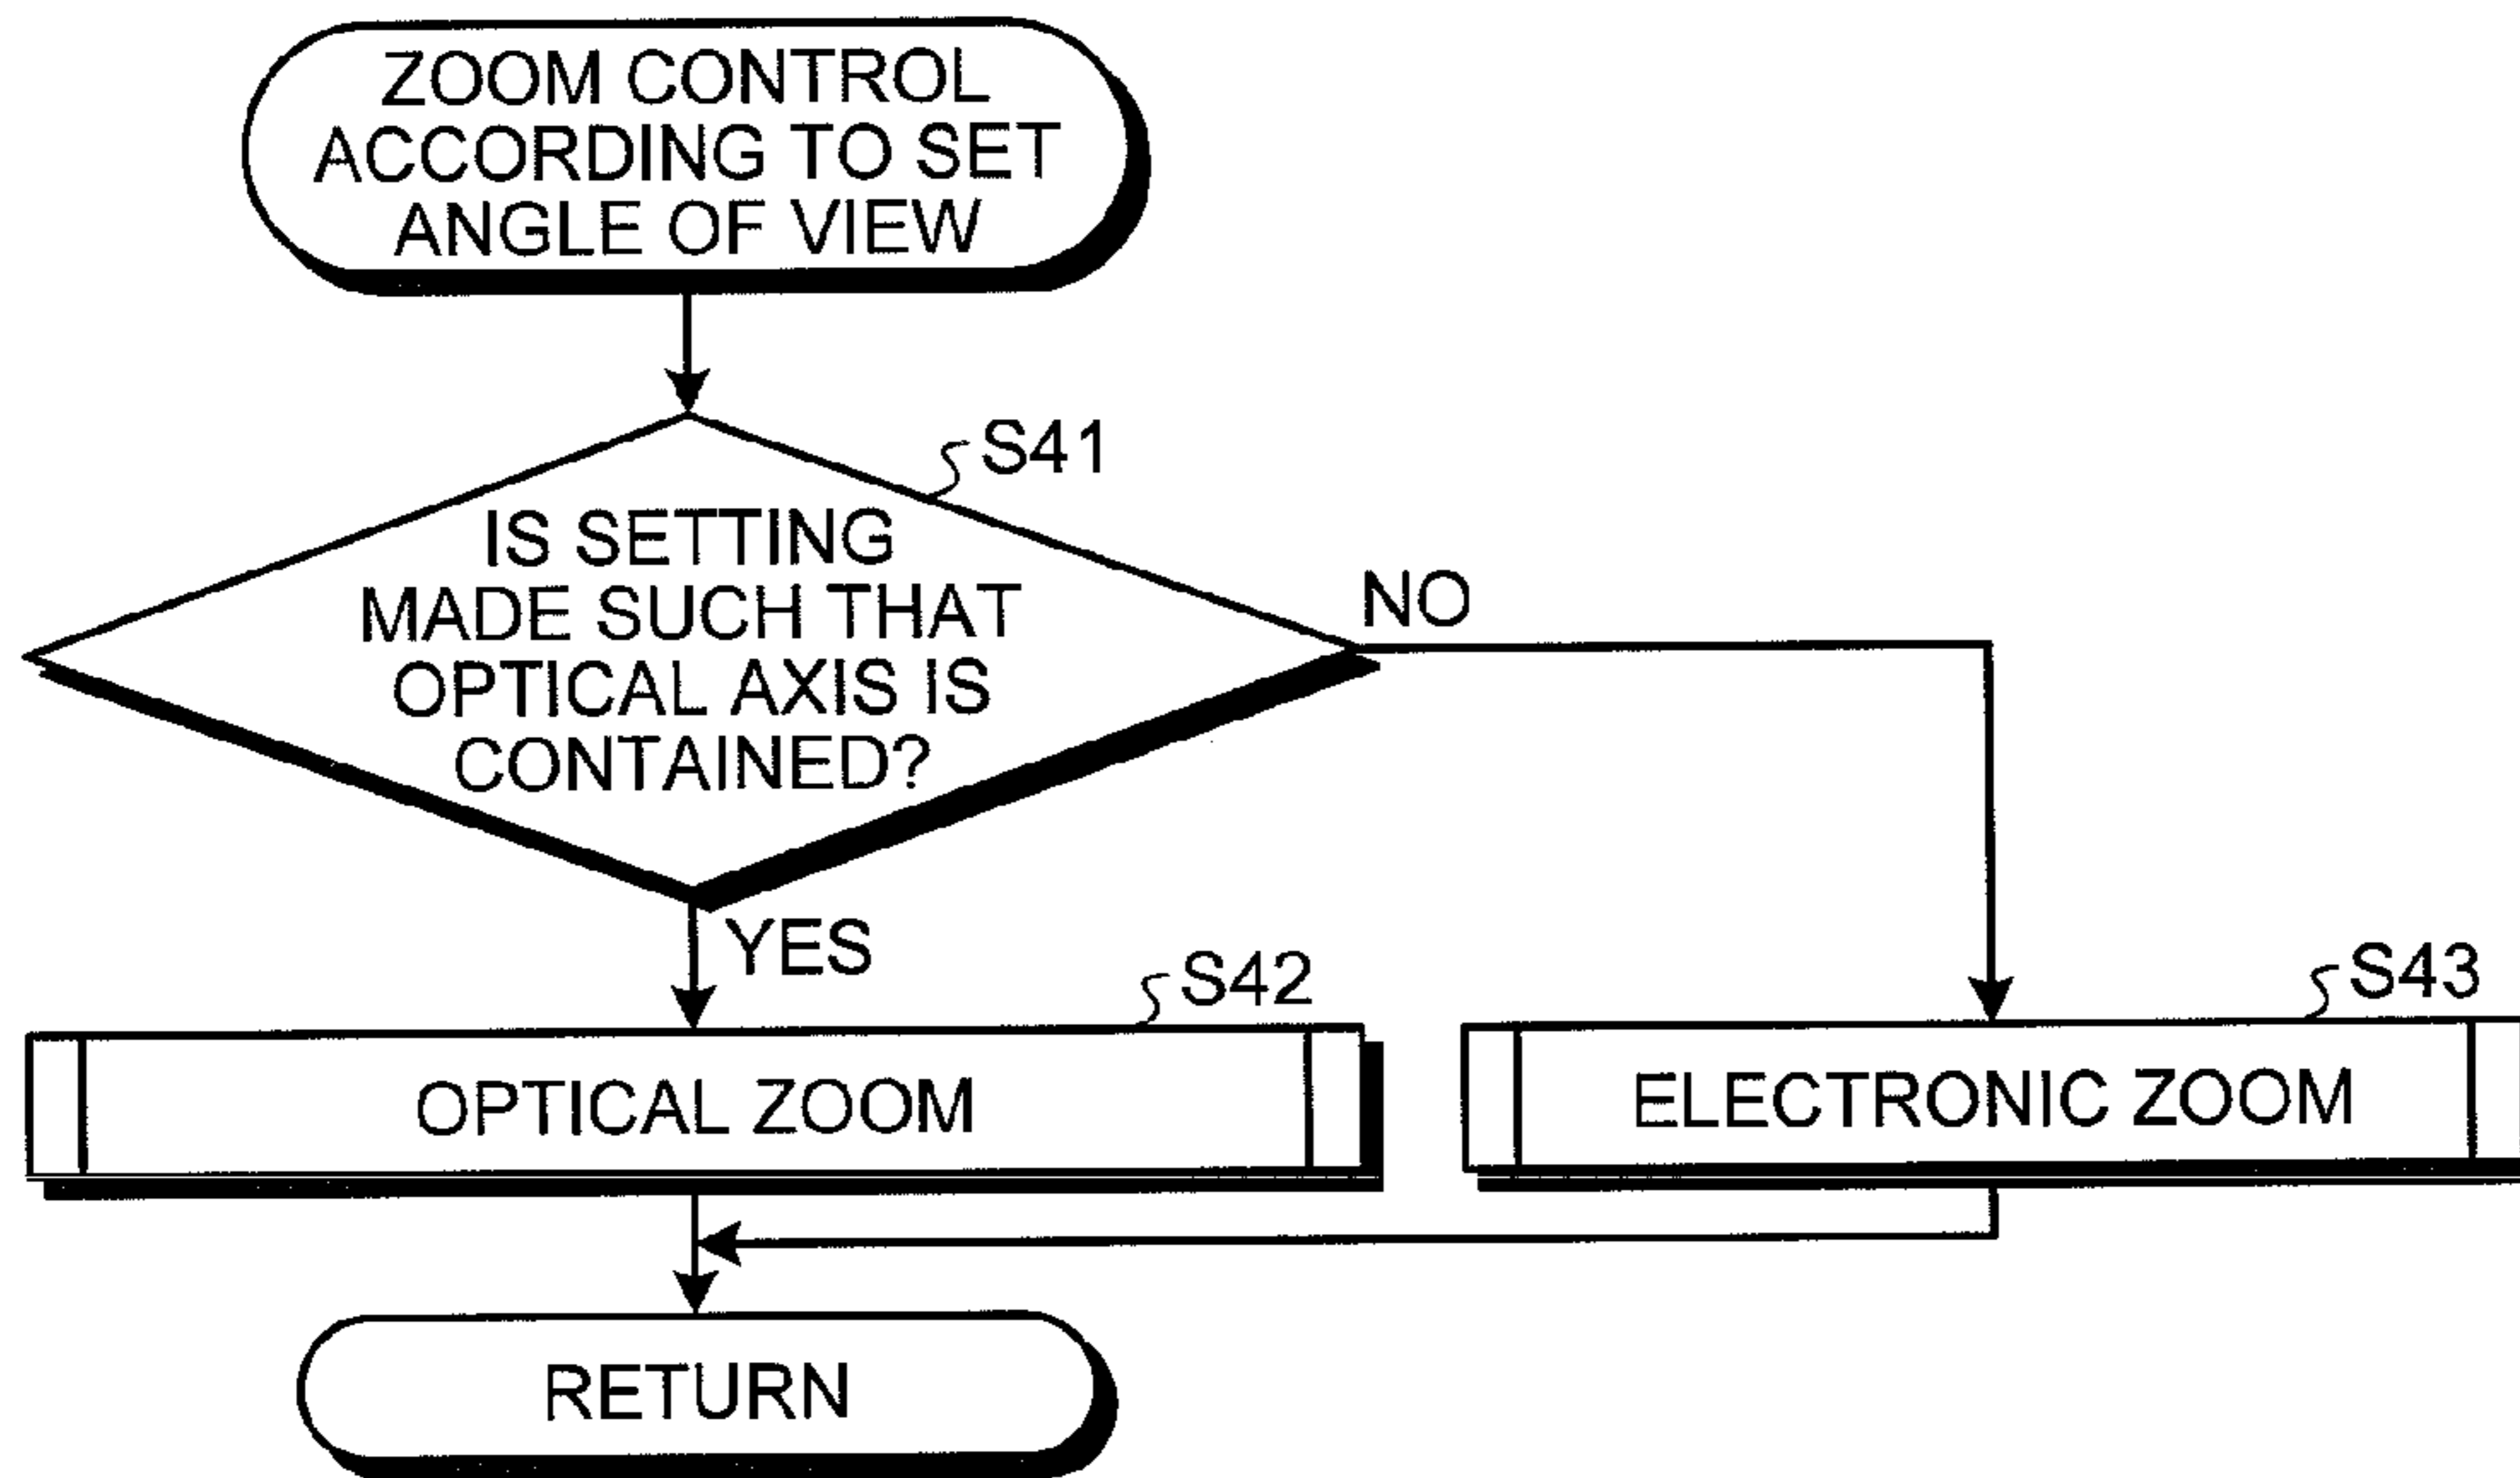 ZOOM CONTROL
ACCORDING TO SET
ANGLE OF VIEW
S41
IS SETTING
MADE SUCH THAT
OPTICAL AXIS IS
CONTAINED?
NO
YES
S42
S43
OPTICAL ZOOM
ELECTRONIC ZOOM
RETURN